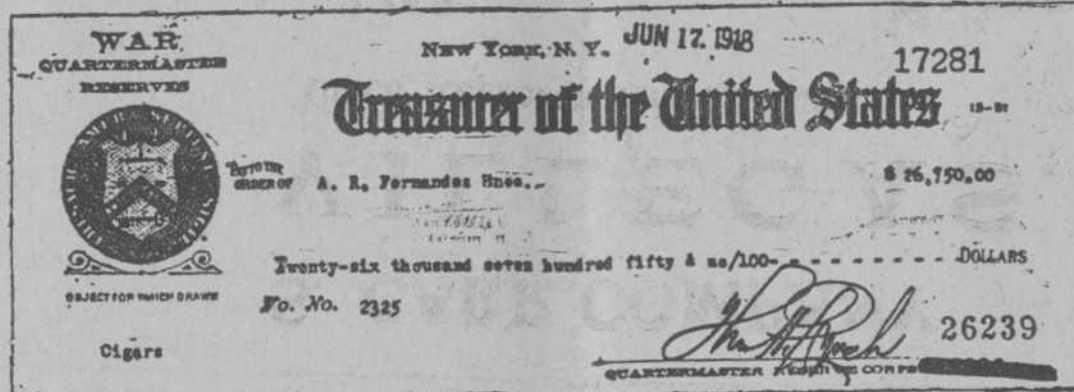 WAR
QUARTERMASTER
RESERVES
NEW YORK, N. Y. JUN 17. 1918
17281
Treasurer of the United States
PAY TO THE
ORDER OF A. R. Fernandez Hnos. $ 26,750.00
Twenty-six thousand seven hundred fifty & no/100- - - - - - - - -DOLLARS
OBJECT FOR WHICH DRAWN
Vo. No. 2325
Cigars
26239
QUARTERMASTER CORPS